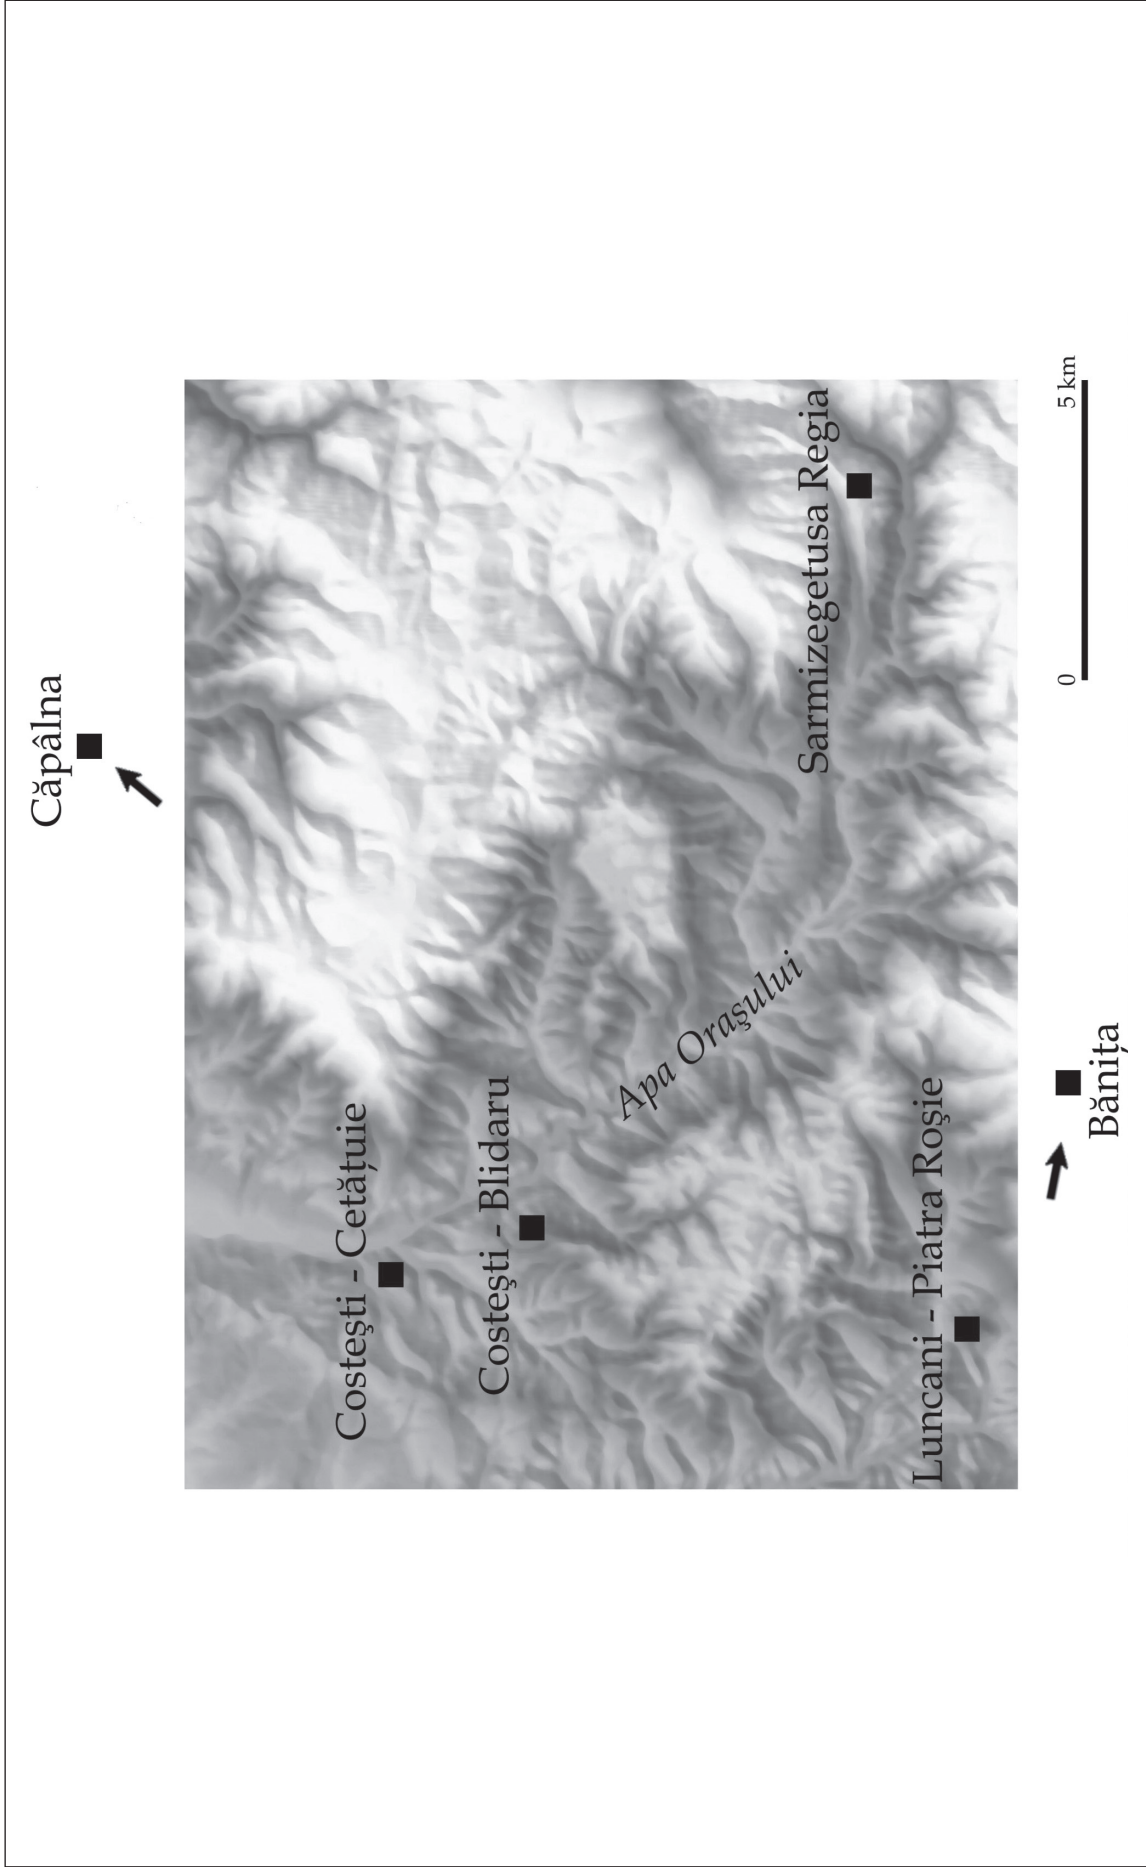 Căpâlna
Costeşti - Cetăţuie
Costeşti - Blidaru
Apa Oraşului
Sarmizegetusa Regia
Luncani - Piatra Roşie
0 5 km
Băniţa